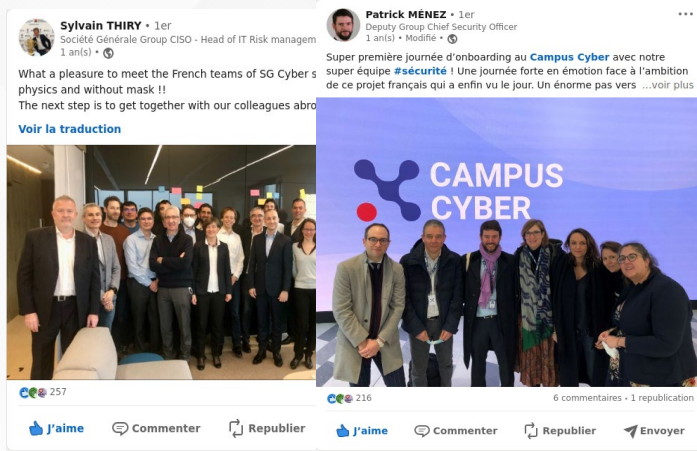 Sylvain THIRY • 1er
Société Générale Group CISO - Head of IT Risk managem
1 an(s) •
What a pleasure to meet the French teams of SG Cyber s
physics and without mask !!
The next step is to get together with our colleagues abro
Voir la traduction
257
J’aime
Commenter
Republier
Patrick MÉNEZ • 1er
Deputy Group Chief Security Officer
1 an(s) • Modifié •
Super première journée d’onboarding au Campus Cyber avec notre
super équipe #sécurité ! Une journée forte en émotion face à l’ambition
de ce projet français qui a enfin vu le jour. Un énorme pas vers …voir plus
CAMPUS
CYBER
216
6 commentaires • 1 republication
J’aime
Commenter
Republier
Envoyer